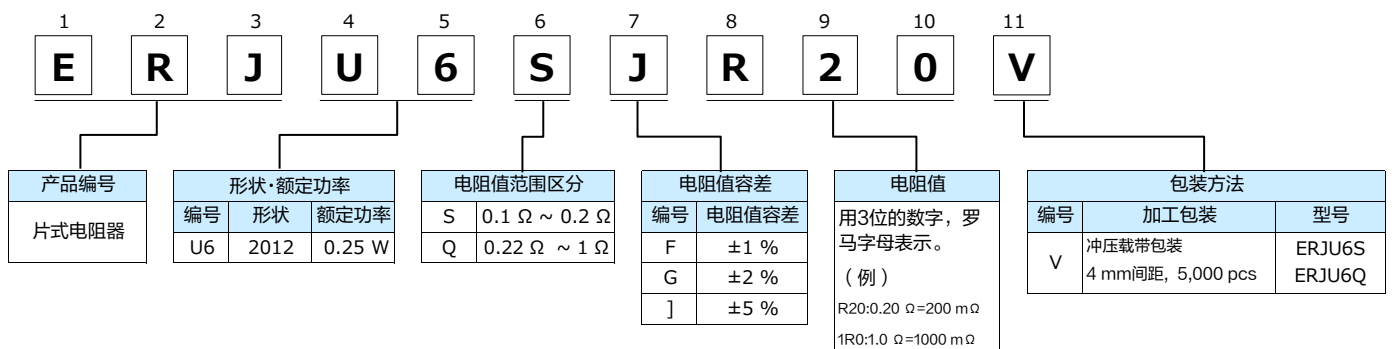 1 2 3 4 5 6 7 8 9 10 11
E R J U 6 S J R 2 0 V
产品编号
片式电阻器
形状·额定功率
编号 形状 额定功率
U6 2012 0.25 W
电阻值范围区分
S 0.1 Ω ~ 0.2 Ω
Q 0.22 Ω ~ 1 Ω
电阻值容差
编号 电阻值容差
F ±1 %
G ±2 %
] ±5 %
电阻值
用3位的数字，罗
马字母表示。
（例）
R20:0.20 Ω=200 mΩ
1R0:1.0 Ω=1000 mΩ
包装方法
编号 加工包装 型号
V
冲压载带包装
4 mm间距, 5,000 pcs
ERJU6S
ERJU6Q